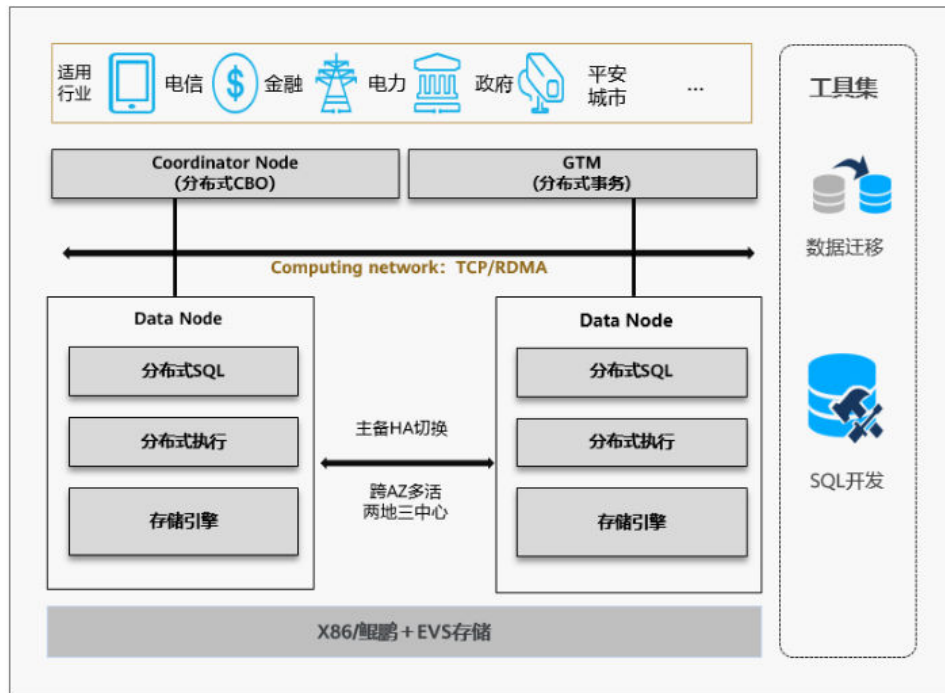 适用
行业
电信
金融
电力
政府
平安
城市
...
工具集
Coordinator Node
(分布式CBO)
GTM
(分布式事务)
数据迁移
Computing network：TCP/RDMA
Data Node
分布式SQL
分布式执行
存储引擎
主备HA切换
跨AZ多活
两地三中心
Data Node
分布式SQL
分布式执行
存储引擎
SQL开发
X86/鲲鹏＋EVS存储